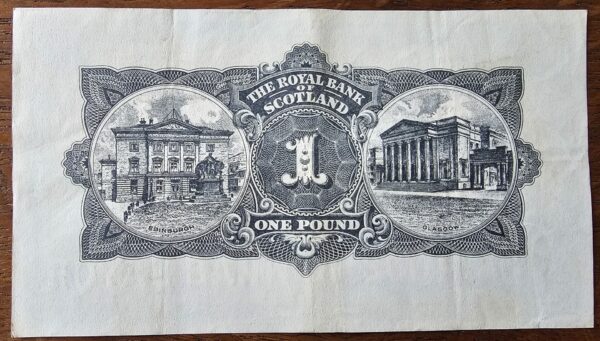 THE ROYAL BANK
OF
SCOTLAND
1
ONE POUND
EDINBURGH
GLASGOW